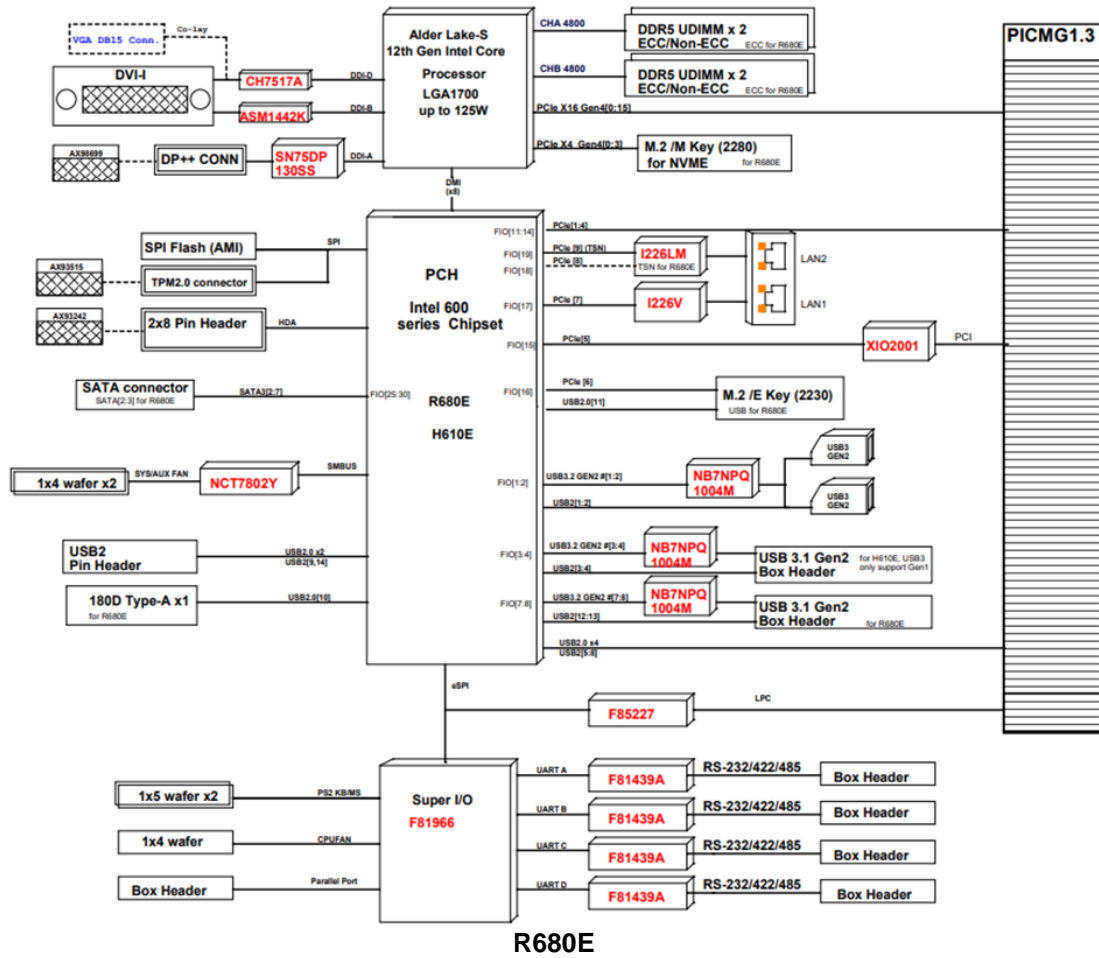 VGA DB15 Conn.
Co-lay
DVI-I
CH7517A
DDI-D
ASM1442K
DDI-B
AX98699
DP++ CONN
SN75DP
130SS
DDI-A
Alder Lake-S
12th Gen Intel Core
Processor
LGA1700
up to 125W
CHA 4800
DDR5 UDIMM x 2
ECC/Non-ECC
ECC for R680E
CHB 4800
DDR5 UDIMM x 2
ECC/Non-ECC
ECC for R680E
PCIe X16 Gen4[0:15]
PCIe X4 Gen4[0:3]
M.2 /M Key (2280)
for NVME
for R680E
PICMG1.3
DMI
(x8)
SPI Flash (AMI)
SPI
AX93515
TPM2.0 connector
AX93242
2x8 Pin Header
HDA
SATA connector
SATA[2:3] for R680E
SATA3[2:7]
FIO[25:30]
1x4 wafer x2
SYS/AUX FAN
NCT7802Y
SMBUS
USB2
Pin Header
USB2.0 x2
USB2[9,14]
180D Type-A x1
for R680E
USB2.0[10]
PCH
Intel 600
series Chipset
R680E
H610E
FIO[11:14]
PCIe[1:4]
FIO[19]
PCIe [9] (TSN)
FIO[18]
PCIe [8]
I226LM
TSN for R680E
LAN2
FIO[17]
PCIe [7]
I226V
LAN1
FIO[15]
PCIe[5]
XIO2001
PCI
FIO[16]
PCIe [6]
USB2.0[11]
M.2 /E Key (2230)
USB for R680E
FIO[1:2]
USB3.2 GEN2 #[1:2]
USB2[1:2]
NB7NPQ
1004M
USB3
GEN2
USB3
GEN2
FIO[3:4]
USB3.2 GEN2 #[3:4]
USB2[3:4]
NB7NPQ
1004M
USB 3.1 Gen2
Box Header
for H610E, USB3
only support Gen1
FIO[7:8]
USB3.2 GEN2 #[7:8]
USB2[12:13]
NB7NPQ
1004M
USB 3.1 Gen2
Box Header
for R680E
USB2.0 x4
USB2[5:8]
eSPI
F85227
LPC
Super I/O
F81966
1x5 wafer x2
PS2 KB/MS
1x4 wafer
CPUFAN
Box Header
Parallel Port
UART A
F81439A
RS-232/422/485
Box Header
UART B
F81439A
RS-232/422/485
Box Header
UART C
F81439A
RS-232/422/485
Box Header
UART D
F81439A
RS-232/422/485
Box Header
R680E